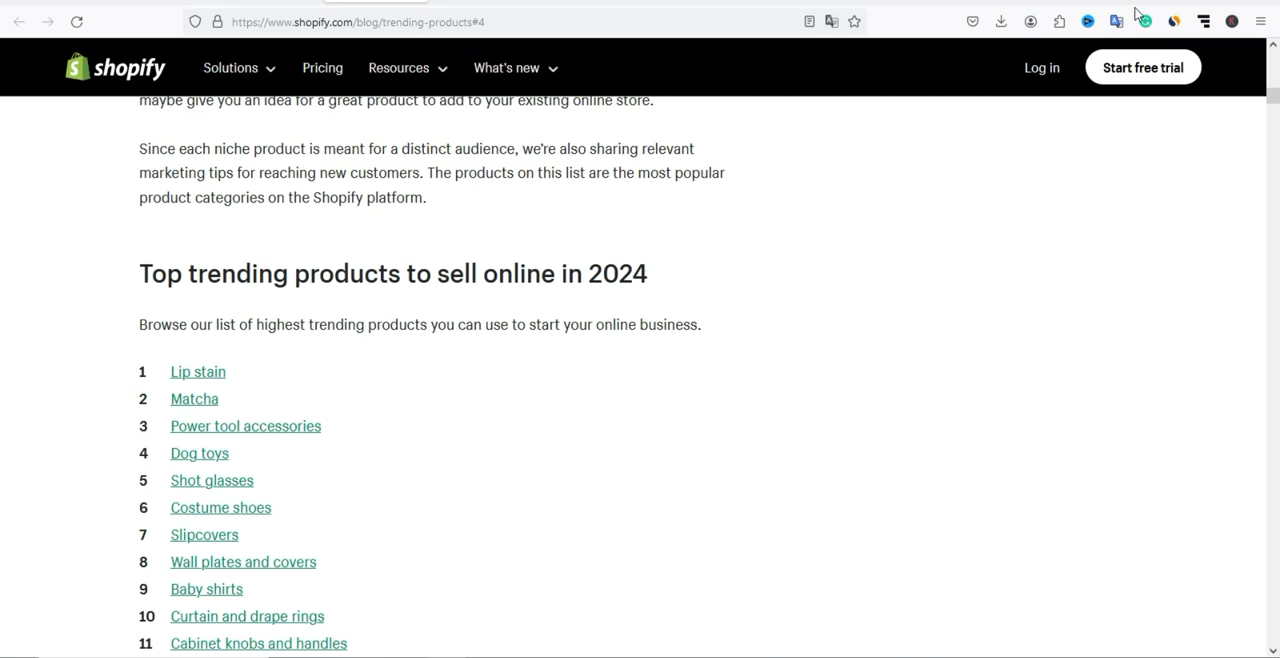 https://www.shopify.com/blog/trending-products#4
shopify
Solutions
Pricing
Resources
What's new
Log in
Start free trial
maybe give you an idea for a great product to add to your existing online store.
Since each niche product is meant for a distinct audience, we’re also sharing relevant
marketing tips for reaching new customers. The products on this list are the most popular
product categories on the Shopify platform.
Top trending products to sell online in 2024
Browse our list of highest trending products you can use to start your online business.
1 Lip stain
2 Matcha
3 Power tool accessories
4 Dog toys
5 Shot glasses
6 Costume shoes
7 Slipcovers
8 Wall plates and covers
9 Baby shirts
10 Curtain and drape rings
11 Cabinet knobs and handles